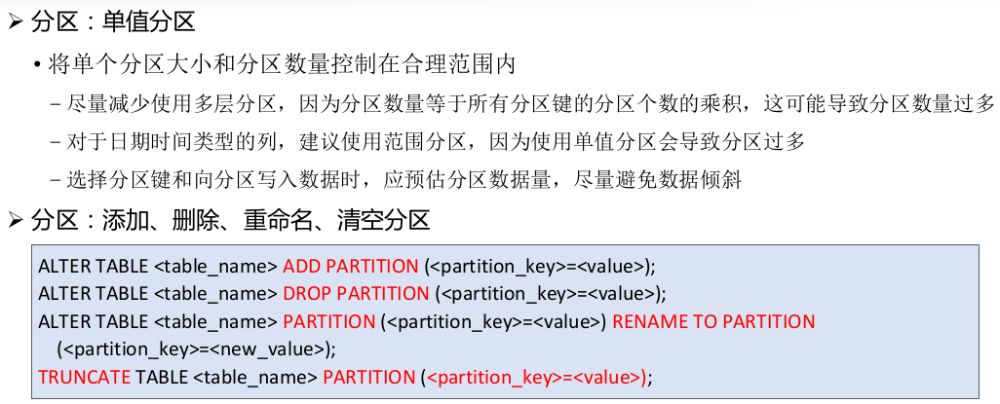 ➢ 分区：单值分区
• 将单个分区大小和分区数量控制在合理范围内
– 尽量减少使用多层分区，因为分区数量等于所有分区键的分区个数的乘积，这可能导致分区数量过多
– 对于日期时间类型的列，建议使用范围分区，因为使用单值分区会导致分区过多
– 选择分区键和向分区写入数据时，应预估分区数据量，尽量避免数据倾斜
➢ 分区：添加、删除、重命名、清空分区
ALTER TABLE <table_name> ADD PARTITION (<partition_key>=<value>);
ALTER TABLE <table_name> DROP PARTITION (<partition_key>=<value>);
ALTER TABLE <table_name> PARTITION (<partition_key>=<value>) RENAME TO PARTITION
(<partition_key>=<new_value>);
TRUNCATE TABLE <table_name> PARTITION (<partition_key>=<value>);